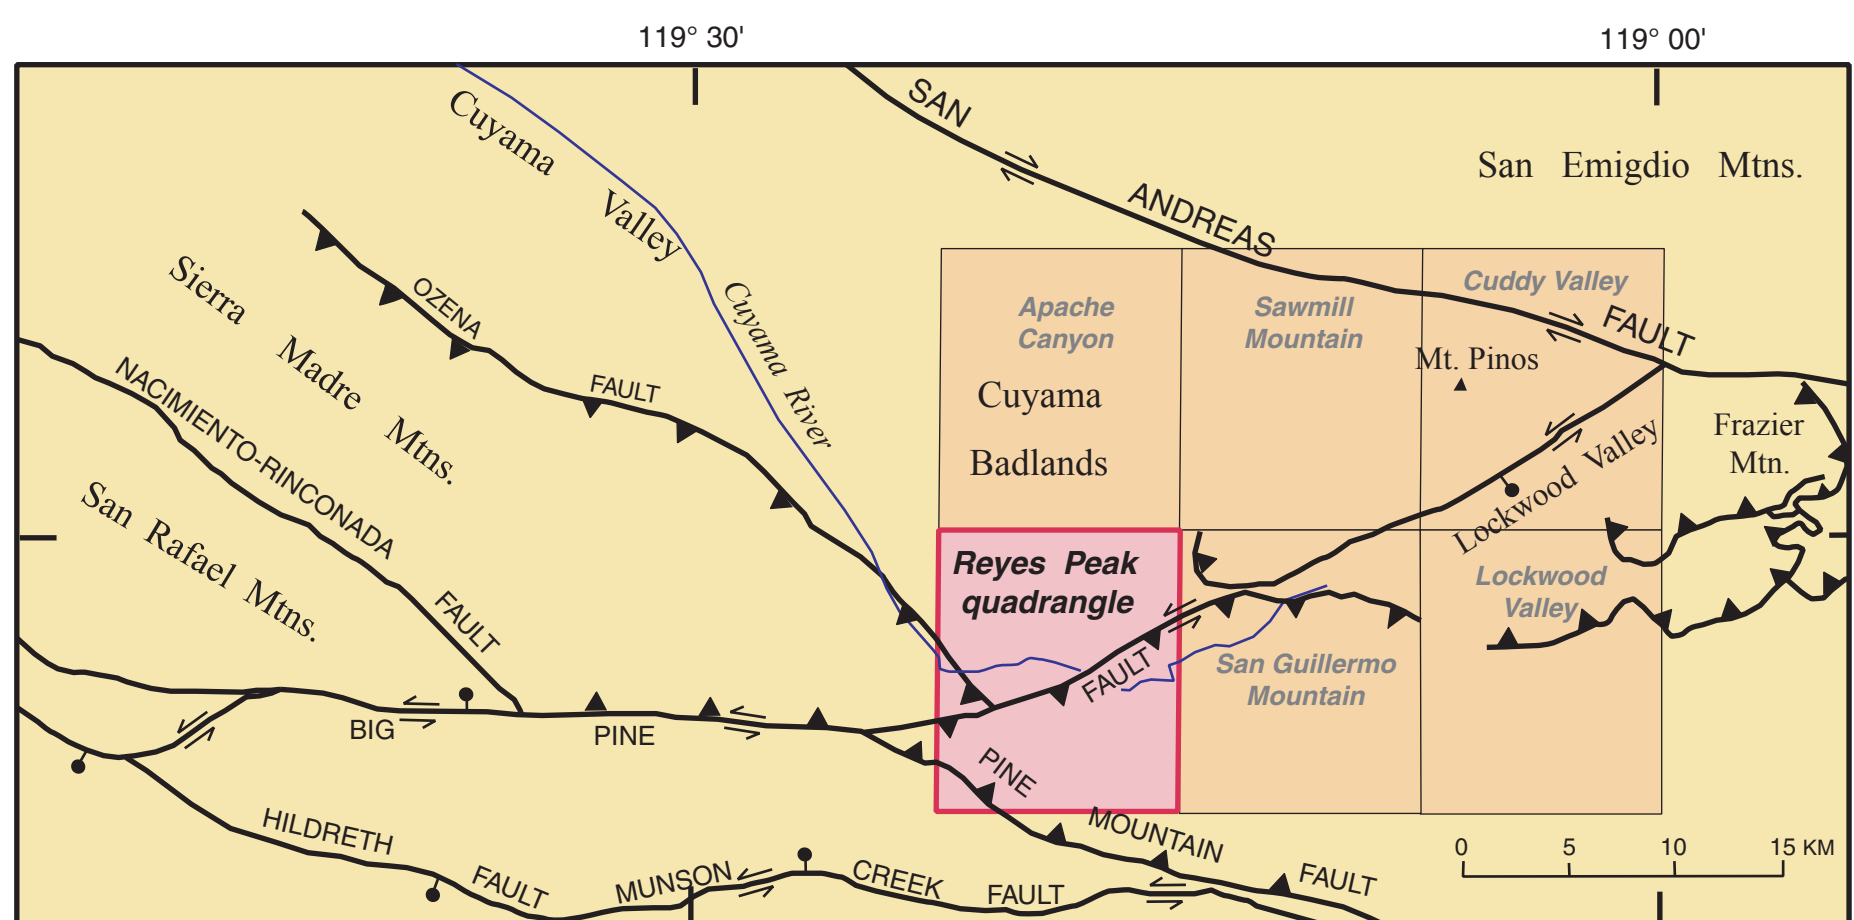 119° 30'
119° 00'
SAN
ANDREAS
FAULT
San Emigdio Mtns.
Cuyama
Valley
Cuyama River
OZENA
FAULT
Sierra
Madre
Mtns.
NACIMIENTO-RINCONADA
FAULT
San Rafael Mtns.
Apache
Canyon
Sawmill
Mountain
Cuddy Valley
Mt. Pinos
Cuyama
Badlands
Frazier
Mtn.
Lockwood Valley
Reyes Peak
quadrangle
Lockwood
Valley
San Guillermo
Mountain
BIG
PINE
FAULT
PINE
MOUNTAIN
FAULT
HILDRETH
FAULT
MUNSON
CREEK
FAULT
0 5 10 15 KM